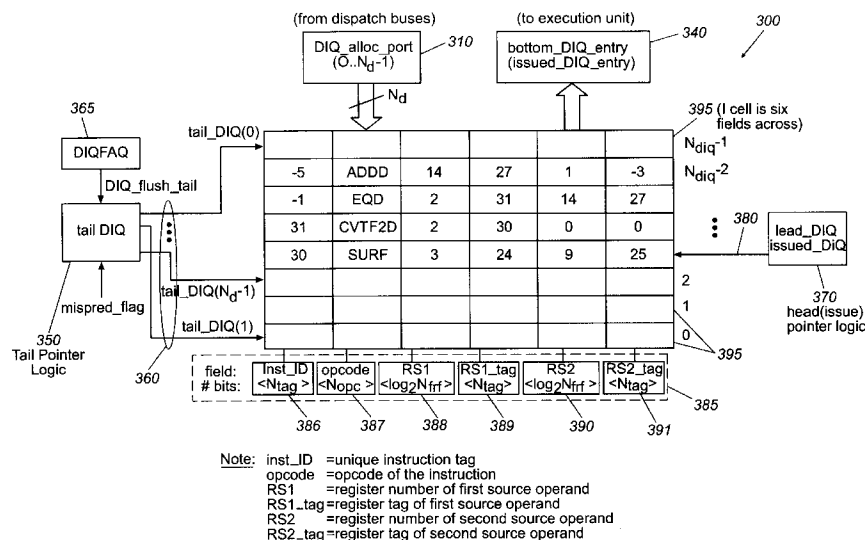 (from dispatch buses)
(to execution unit)
300
DIQ_alloc_port
(0..Nd-1)
310
bottom_DIQ_entry
(issued_DIQ_entry)
340
Nd
365
DIQFAQ
DIQ_flush_tail
tail DIQ
mispred_flag
350
Tail Pointer
Logic
360
tail_DIQ(0)
tail_DIQ(Nd-1)
tail_DIQ(1)
395 (I cell is six
fields across)
Ndiq-1
Ndiq-2
-5 ADDD 14 27 1 -3
-1 EQD 2 31 14 27
31 CVTF2D 2 30 0 0
30 SURF 3 24 9 25
2
1
0
395
380
lead_DIQ
issued_DiQ
370
head(issue)
pointer logic
field: Inst_ID opcode RS1 RS1_tag RS2 RS2_tag
# bits: <Ntag> <Nopc> <log2Nfrf> <Ntag> <log2Nfrf> <Ntag>
385
386 387 388 389 390 391
Note: inst_ID =unique instruction tag
opcode =opcode of the instruction
RS1 =register number of first source operand
RS1_tag =register tag of first source operand
RS2 =register number of second source operand
RS2_tag =register tag of second source operand